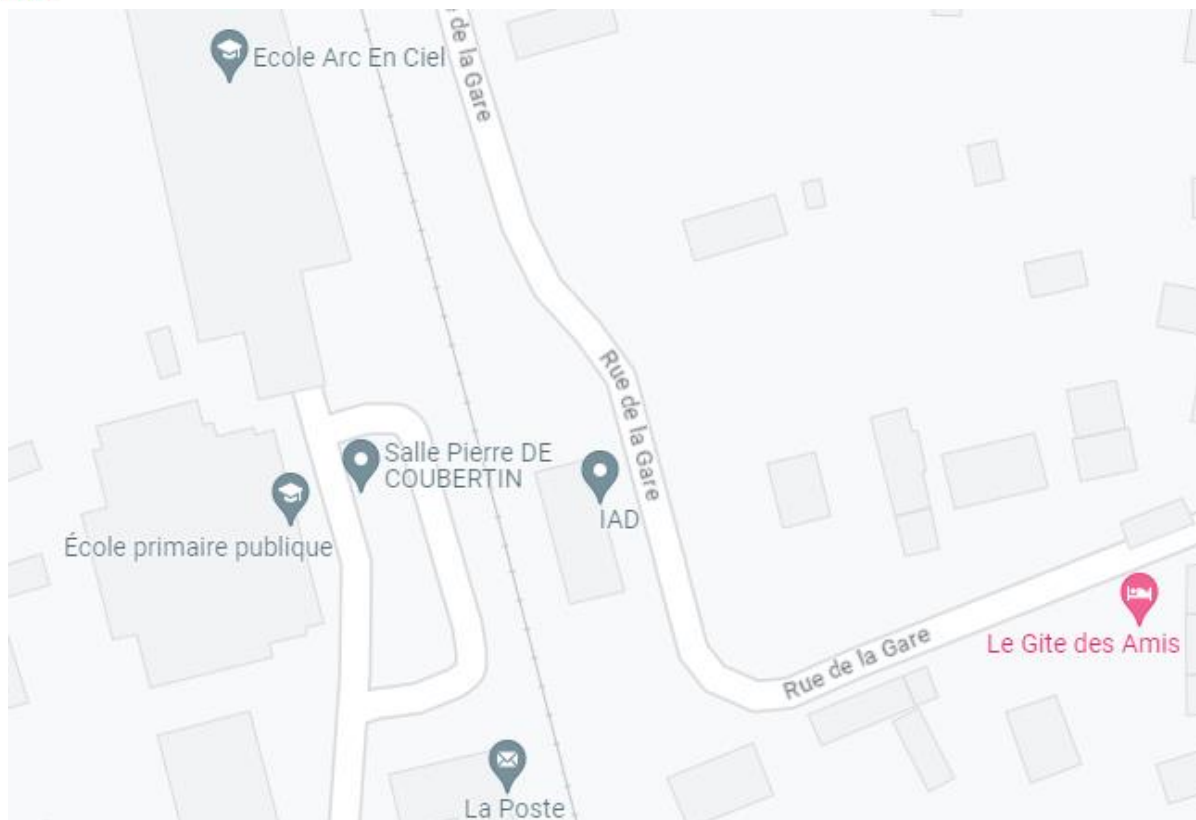 de la Gare
Ecole Arc En Ciel
Rue de la Gare
Salle Pierre DE
COUBERTIN
IAD
École primaire publique
Rue de la Gare
Le Gite des Amis
La Poste